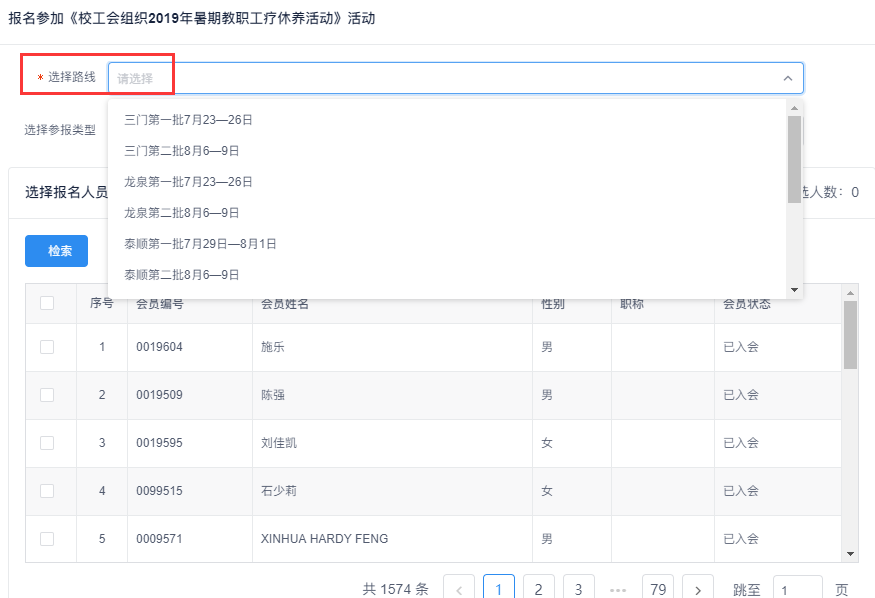 报名参加《校工会组织2019年暑期教职工疗休养活动》活动
* 选择路线 请选择
三门第一批7月23—26日
选择参报类型
三门第二批8月6—9日
龙泉第一批7月23—26日
选择报名人员 选人数: 0
龙泉第二批8月6—9日
泰顺第一批7月29日—8月1日
检索
泰顺第二批8月6—9日
序号 会员编号 会员姓名 性别 职称 会员状态
1 0019604 施乐 男 已入会
2 0019509 陈强 男 已入会
3 0019595 刘佳凯 女 已入会
4 0099515 石少莉 女 已入会
5 0009571 XINHUA HARDY FENG 男 已入会
共 1574 条 < 1 2 3 ••• 79 > 跳至 1 页